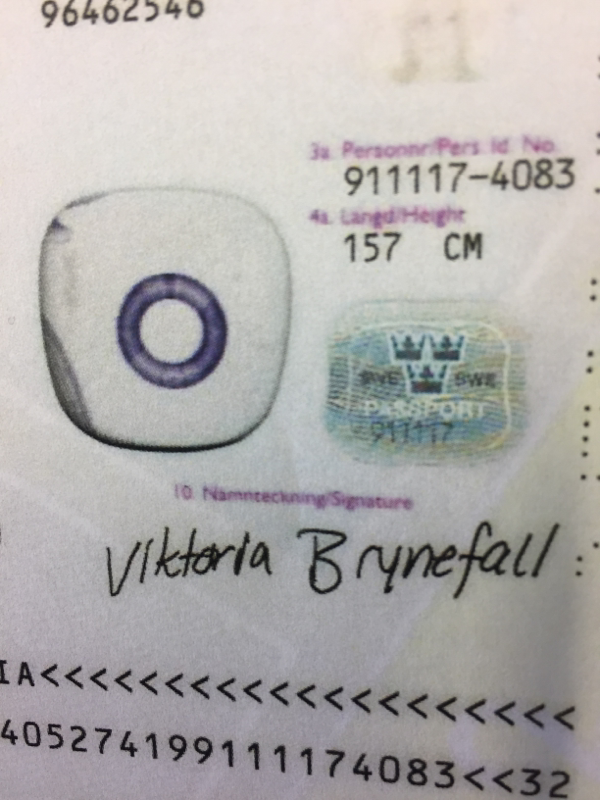 96462546
3a. Personnr/Pers. Id. No.
911117-4083
4a. Längd/Height
157 CM
SWE SWE
PASSPORT
911117
10. Namnteckning/Signature
Viktoria Brynefall
IA<<<<<<<<<<<<<<<<<<<<<<
405274199111174083<<32